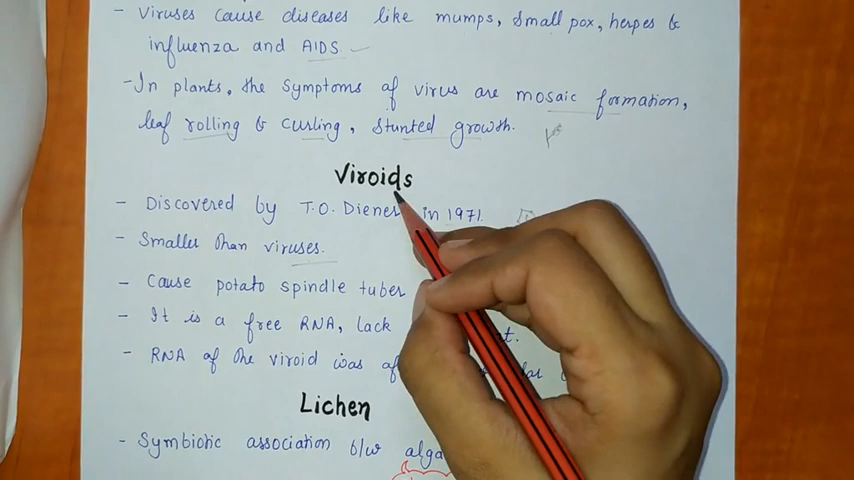 - Viruses cause diseases like mumps, Small pox, herpes &
influenza and AIDS
- In plants, the symptoms of virus are mosaic formation,
leaf rolling & curling, stunted growth.
Viroids
- Discovered by T.O. Diener in 1971.
- Smaller than viruses.
- Cause potato spindle tuber
- It is a free RNA, lack
- RNA of the viroid was of
Lichen
- Symbiotic association b/w alga